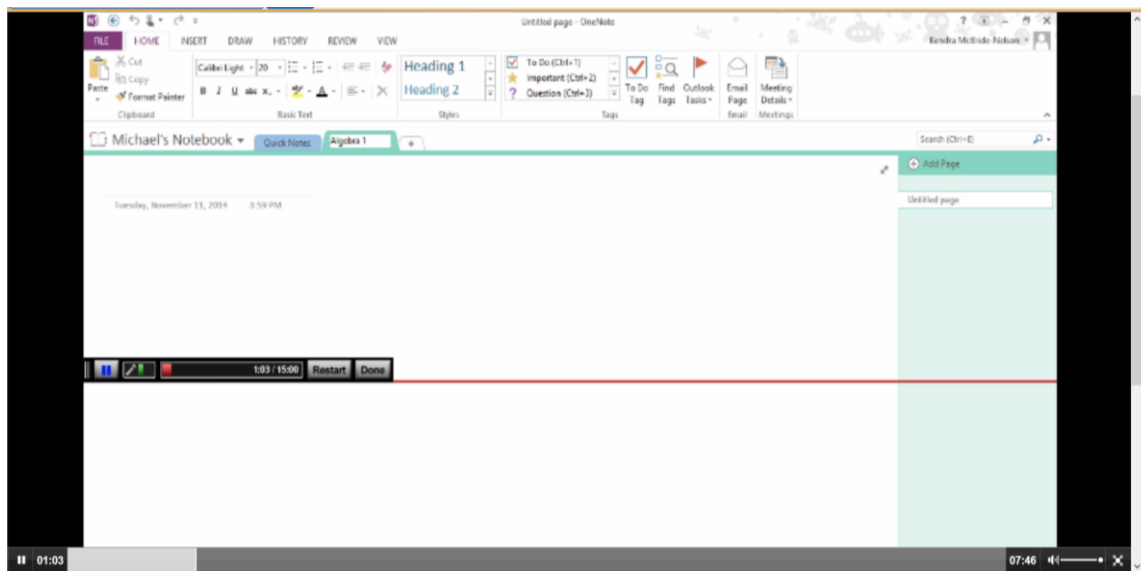 Untitled page - OneNote
?
Kendra McBride-Nelson
FILE HOME INSERT DRAW HISTORY REVIEW VIEW
Paste
Cut
Copy
Format Painter
Clipboard
Calibri Light 20
B I U abc x₂ A
Basic Text
Heading 1
Heading 2
Styles
To Do (Ctrl+1)
Important (Ctrl+2)
Question (Ctrl+3)
To Do Tag
Find Tags
Outlook Tasks
Tags
Email Page
Email
Meeting Details
Meetings
Michael's Notebook Quick Notes Algebra 1 +
Search (Ctrl+E)
Add Page
Untitled page
Tuesday, November 11, 2014 3:59 PM
1:03 / 15:00 Restart Done
01:03 07:46